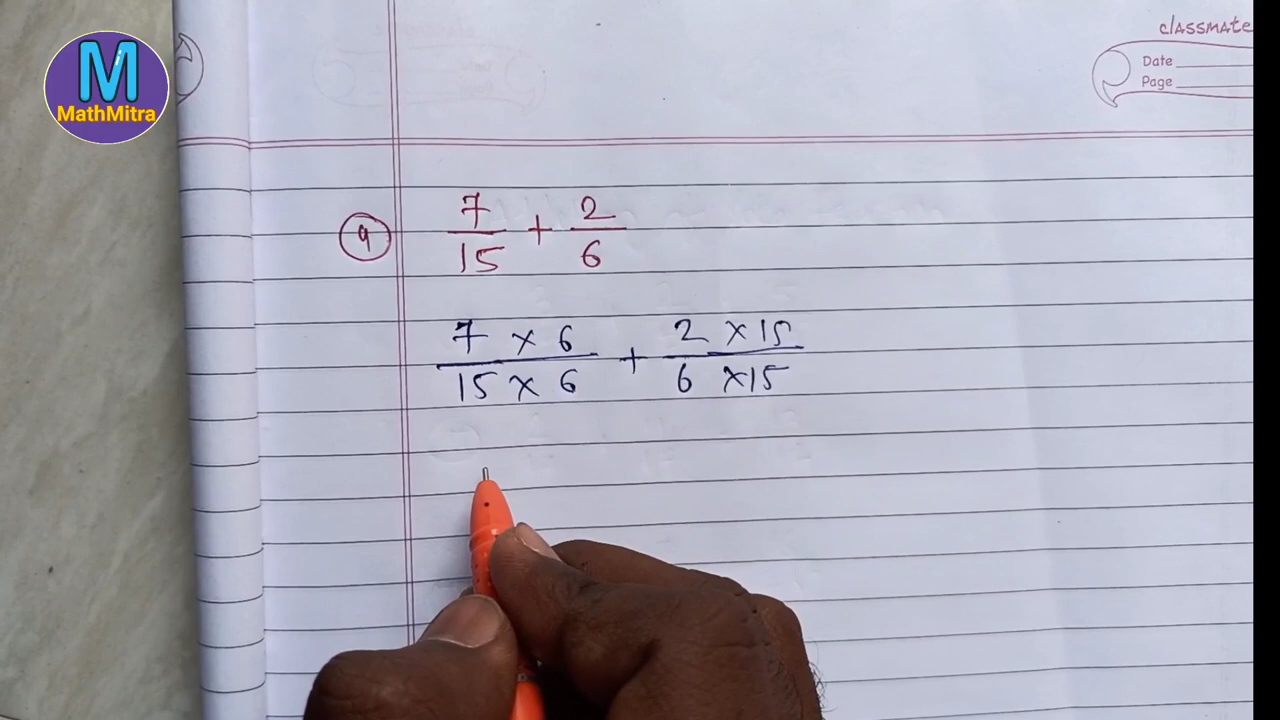 M
MathMitra
classmate
Date
Page
9
7/15 + 2/6
7 × 6/15 × 6 + 2 × 15/6 × 15